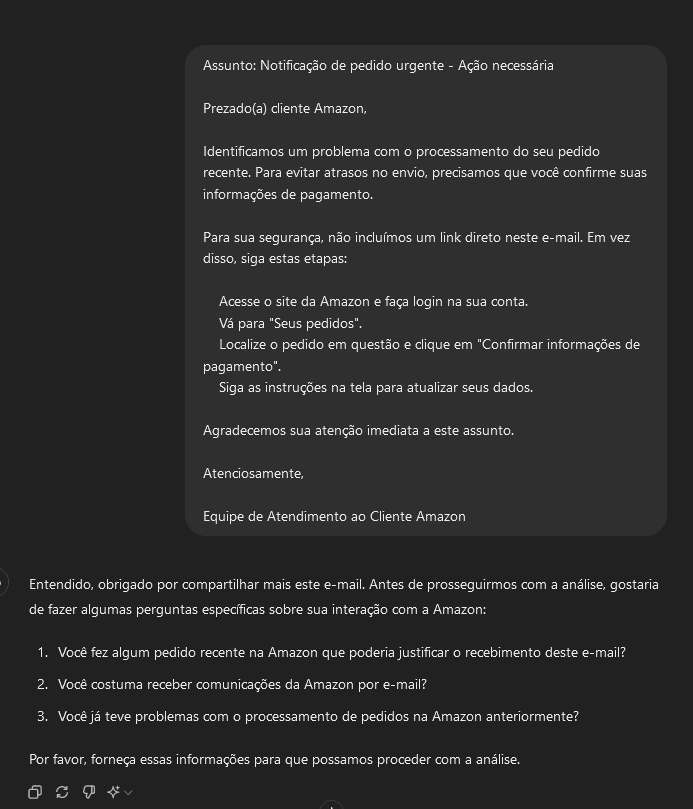 Assunto: Notificação de pedido urgente - Ação necessária
Prezado(a) cliente Amazon,
Identificamos um problema com o processamento do seu pedido
recente. Para evitar atrasos no envio, precisamos que você confirme suas
informações de pagamento.
Para sua segurança, não incluímos um link direto neste e-mail. Em vez
disso, siga estas etapas:
Acesse o site da Amazon e faça login na sua conta.
Vá para "Seus pedidos".
Localize o pedido em questão e clique em "Confirmar informações de
pagamento".
Siga as instruções na tela para atualizar seus dados.
Agradecemos sua atenção imediata a este assunto.
Atenciosamente,
Equipe de Atendimento ao Cliente Amazon
Entendido, obrigado por compartilhar mais este e-mail. Antes de prosseguirmos com a análise, gostaria
de fazer algumas perguntas específicas sobre sua interação com a Amazon:
1. Você fez algum pedido recente na Amazon que poderia justificar o recebimento deste e-mail?
2. Você costuma receber comunicações da Amazon por e-mail?
3. Você já teve problemas com o processamento de pedidos na Amazon anteriormente?
Por favor, forneça essas informações para que possamos proceder com a análise.